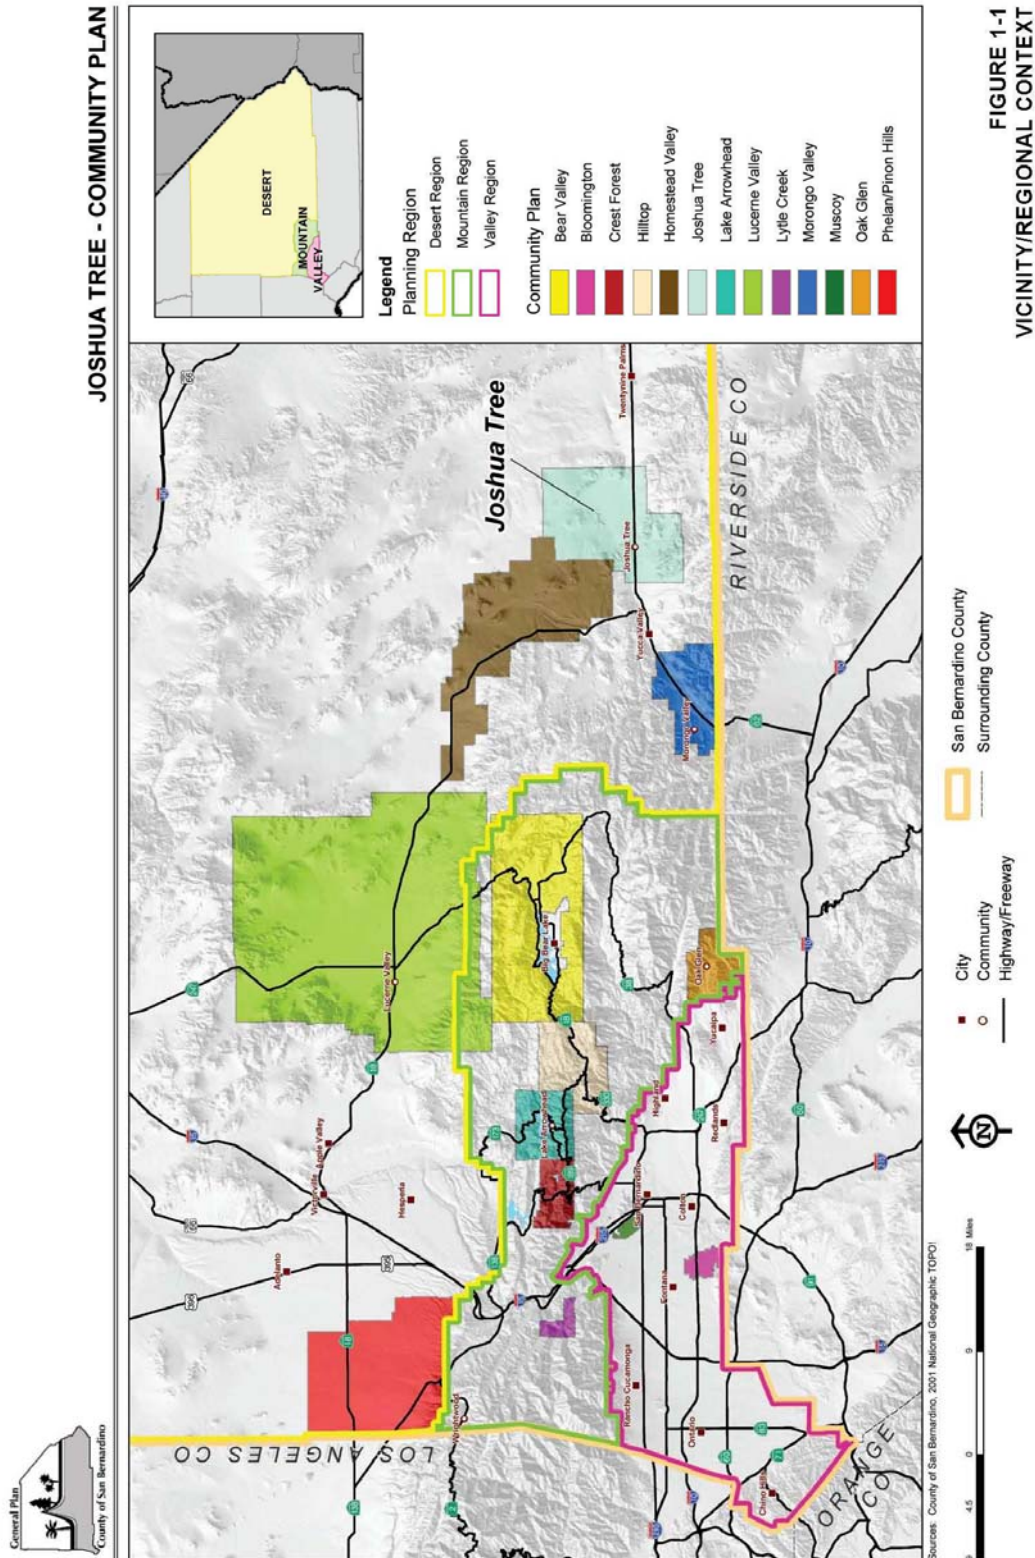 General Plan
County of San Bernardino
JOSHUA TREE - COMMUNITY PLAN
DESERT
MOUNTAIN
VALLEY
Legend
Planning Region
Desert Region
Mountain Region
Valley Region
Community Plan
Bear Valley
Bloomington
Crest Forest
Hilltop
Homestead Valley
Joshua Tree
Lake Arrowhead
Lucerne Valley
Lytle Creek
Morongo Valley
Muscoy
Oak Glen
Phelan/Pinon Hills
LOS ANGELES CO
Adelanto
Victorville
Apple Valley
Hesperia
Lucerne Valley
Wrightwood
Lake Arrowhead
Big Bear Lake
Joshua Tree
Joshua Tree
Twentynine Palms
Yucca Valley
Morongo Valley
RIVERSIDE CO
Rancho Cucamonga
Fontana
San Bernardino
Highland
Colton
Redlands
Yucaipa
Oak Glen
Ontario
Chino Hills
ORANGE CO
395
395
66
18
18
Sources: County of San Bernardino, 2001 National Geographic TOPO!
4.5
0
9
18 Miles
N
City
Community
Highway/Freeway
San Bernardino County
Surrounding County
FIGURE 1-1
VICINITY/REGIONAL CONTEXT